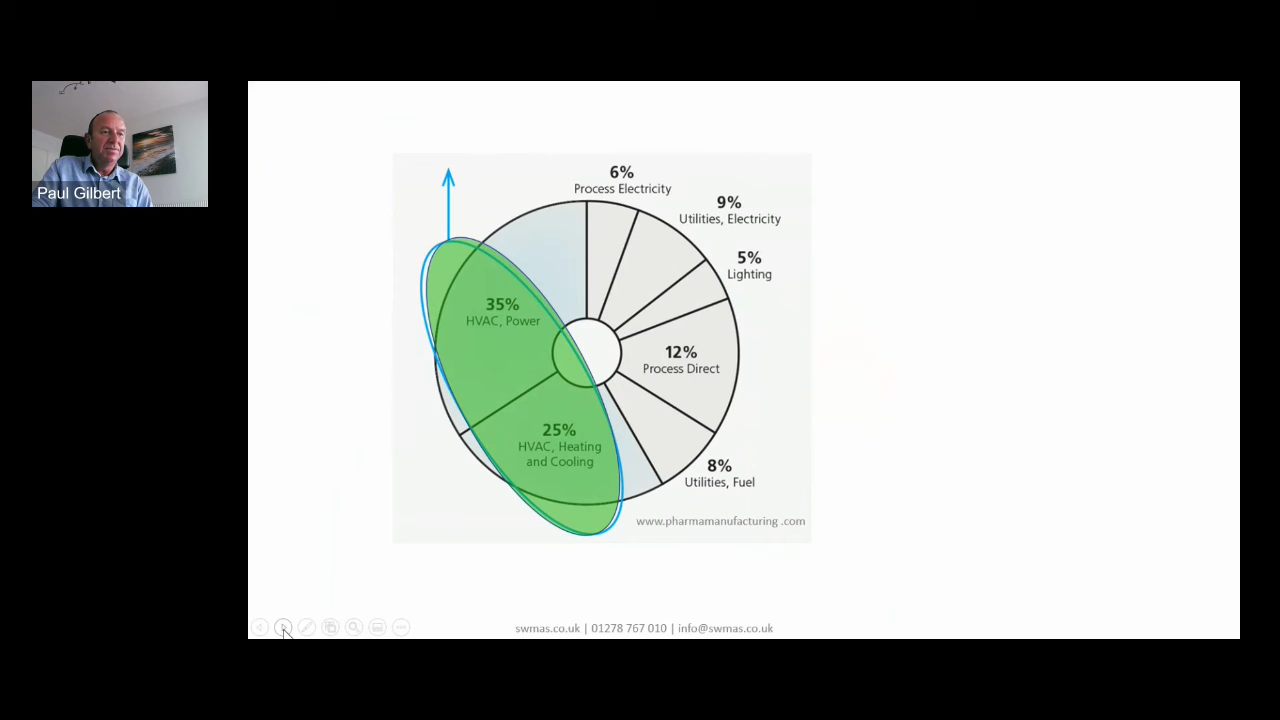 Paul Gilbert
6%
Process Electricity
9%
Utilities, Electricity
5%
Lighting
35%
HVAC, Power
12%
Process Direct
25%
HVAC, Heating
and Cooling
8%
Utilities, Fuel
www.pharmamanufacturing .com
swmas.co.uk | 01278 767 010 | info@swmas.co.uk